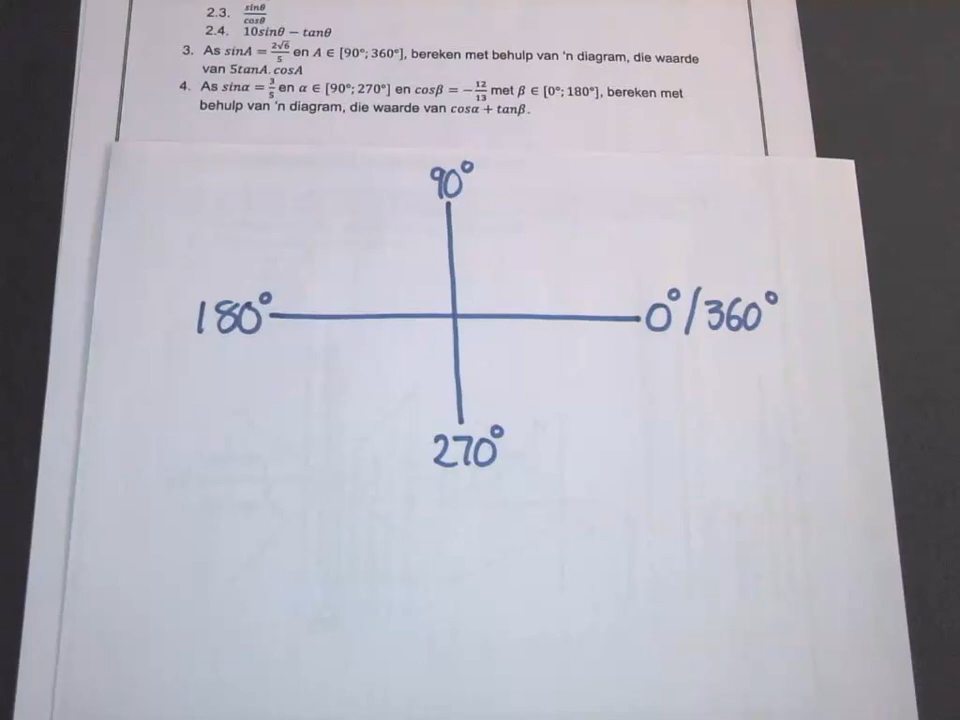 2.3. sinθ/cosθ
2.4. 10sinθ − tanθ
3. As sinA = 2√6/5 en A ∈ [90°; 360°], bereken met behulp van 'n diagram, die waarde
van 5tanA. cosA
4. As sinα = 3/5 en α ∈ [90°; 270°] en cosβ = −12/13 met β ∈ [0°; 180°], bereken met
behulp van 'n diagram, die waarde van cosα + tanβ.
90°
180°
0°/360°
270°